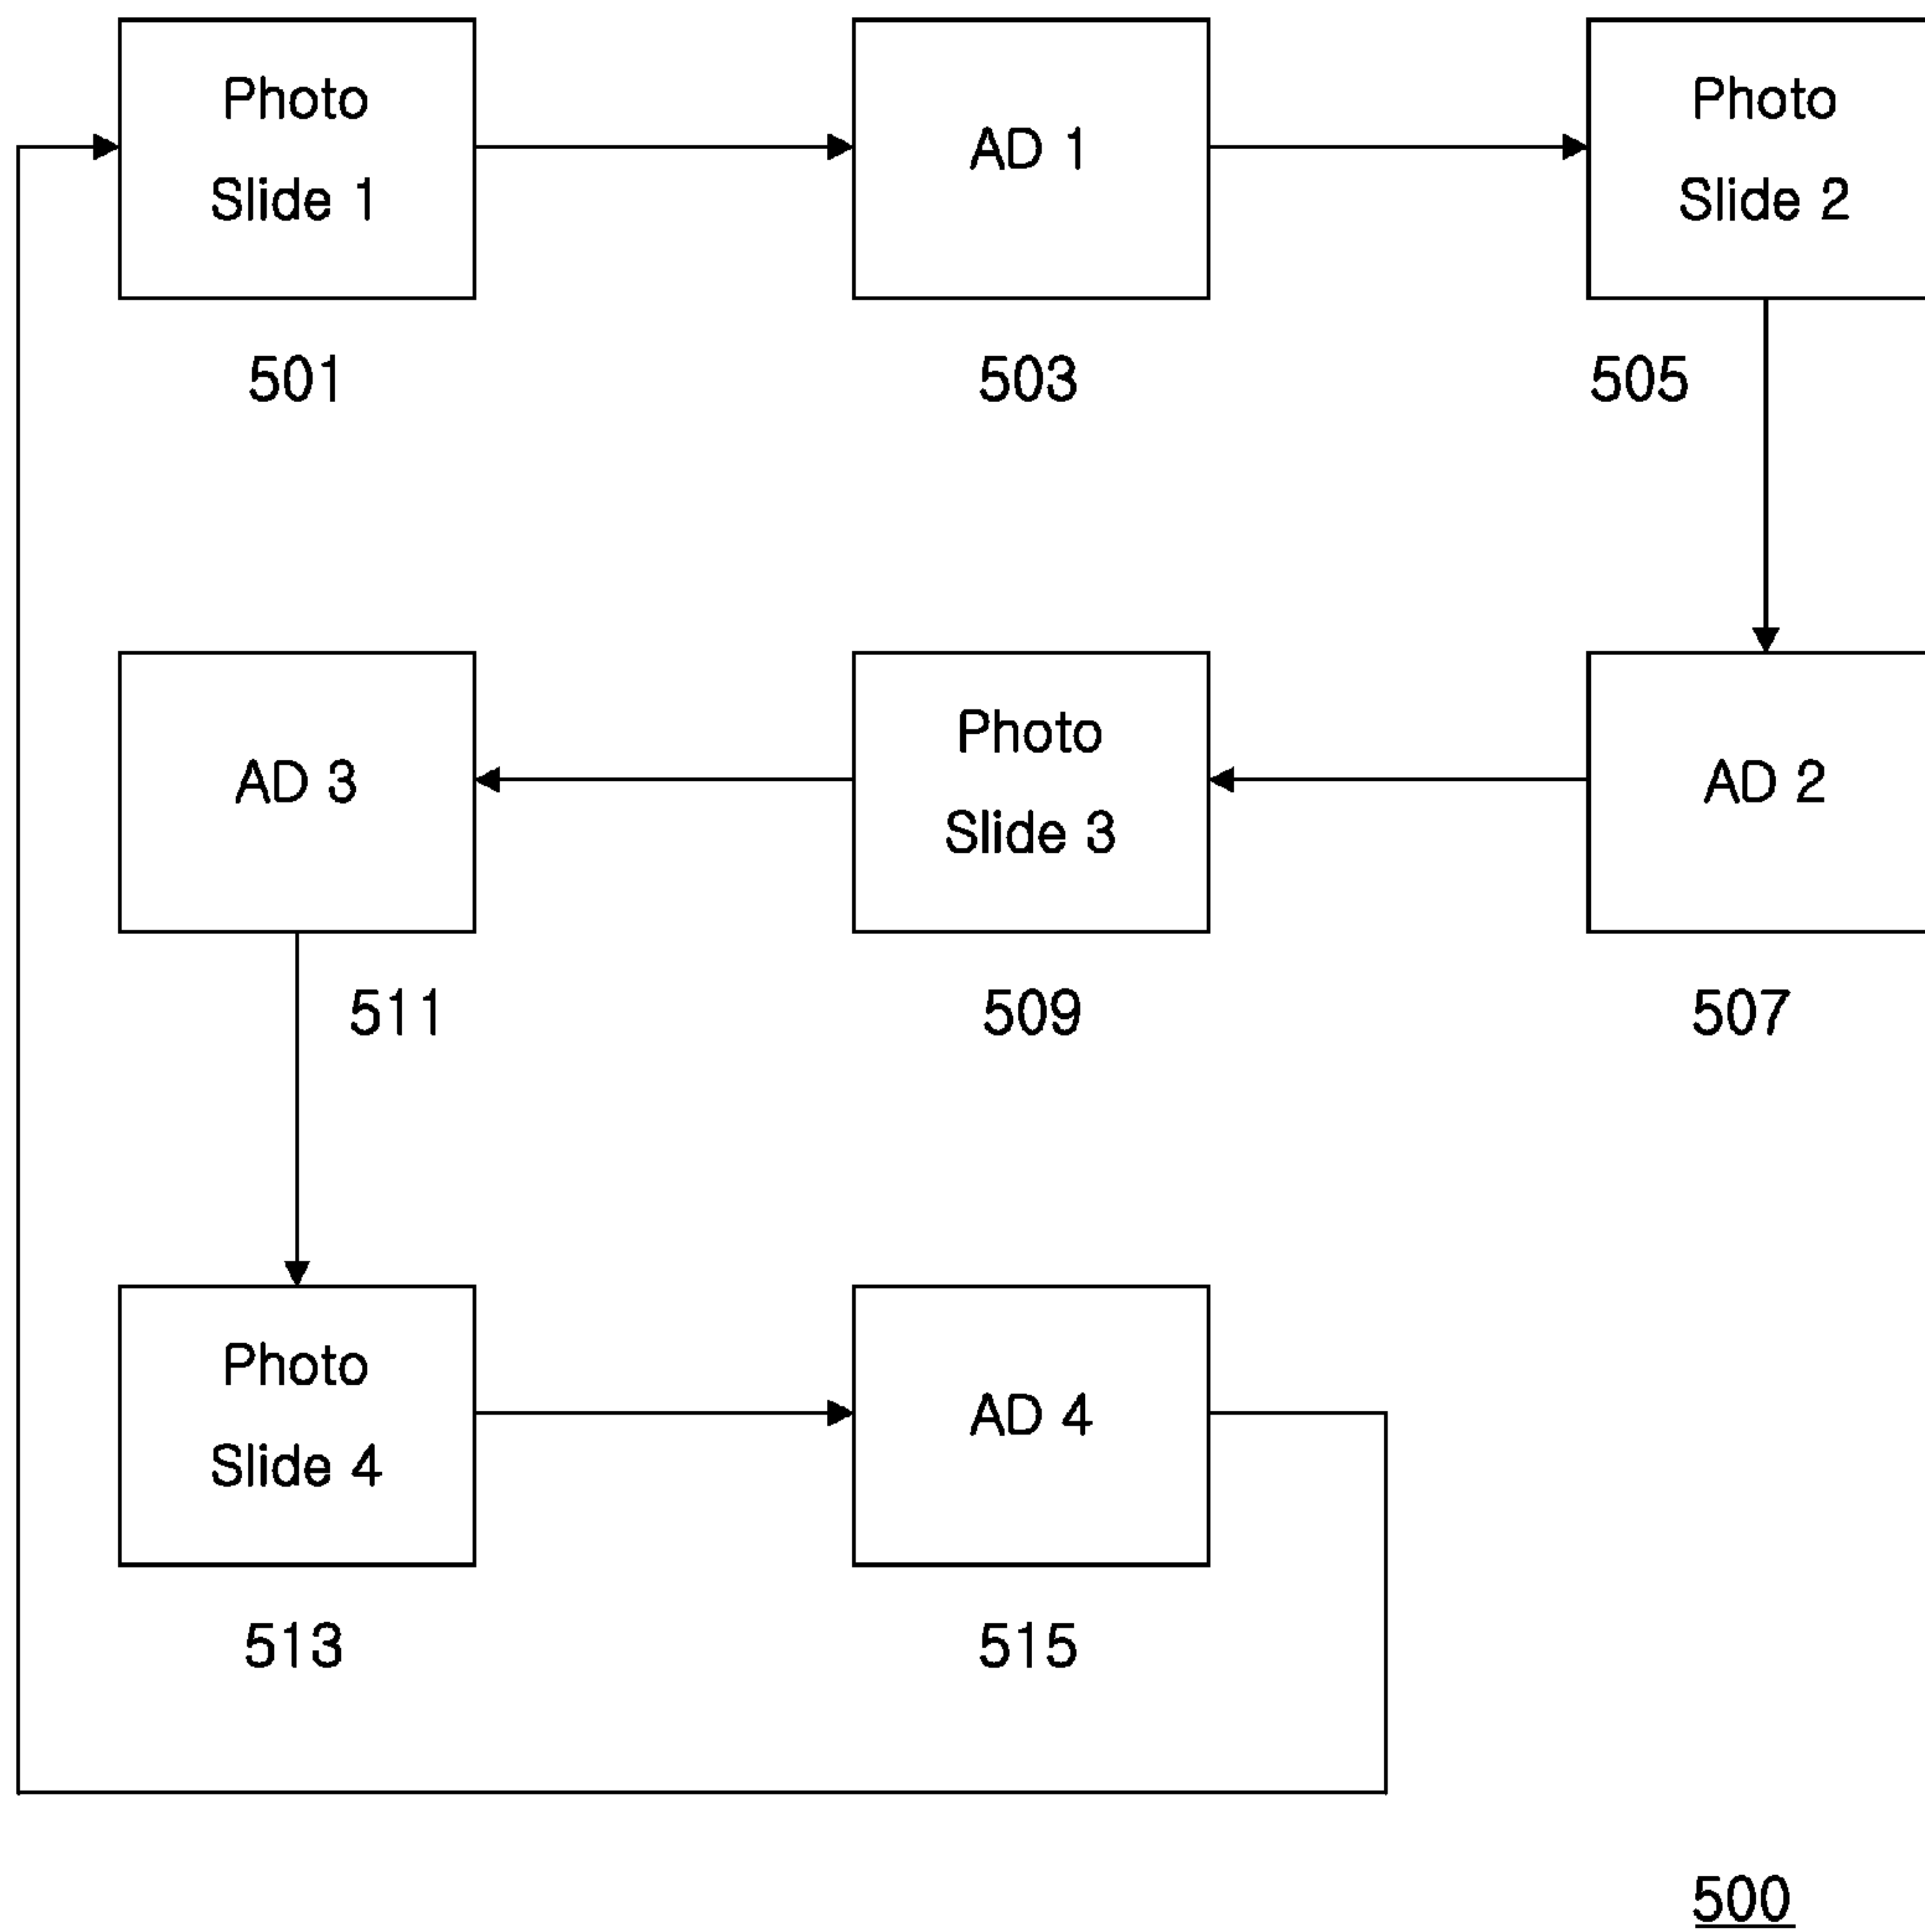 Photo
Slide 1
AD 1
Photo
Slide 2
501
503
505
AD 3
Photo
Slide 3
AD 2
511
509
507
Photo
Slide 4
AD 4
513
515
500